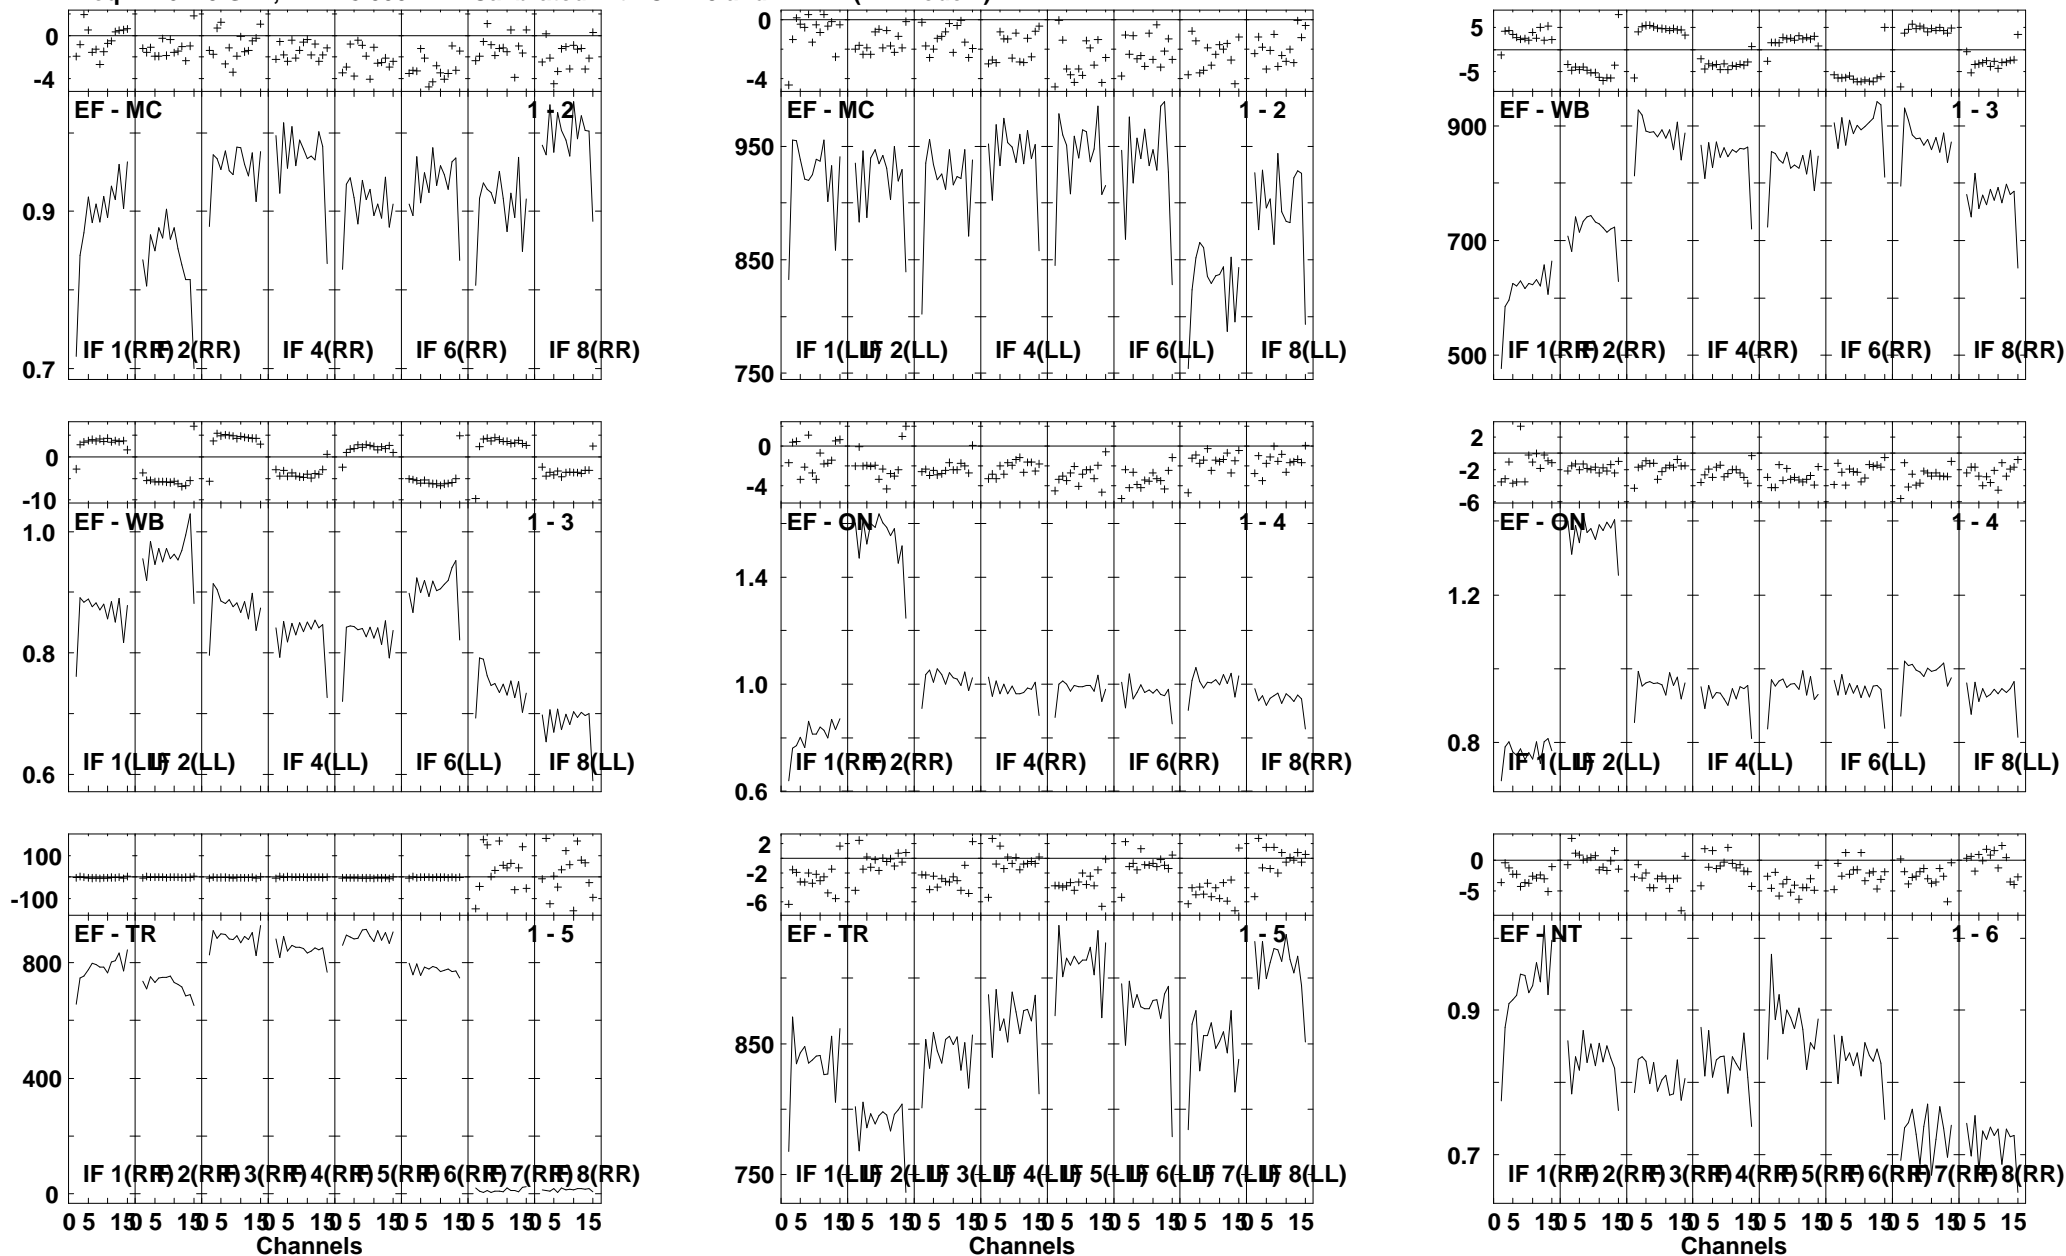 0
-4
EF - MC
1 - 2
0.9
0.7
IF 1(RR)
IF 2(RR)
IF 4(RR)
IF 6(RR)
IF 8(RR)
0
-4
EF - MC
1 - 2
950
850
750
IF 1(LL)
IF 2(LL)
IF 4(LL)
IF 6(LL)
IF 8(LL)
5
-5
EF - WB
1 - 3
900
700
500
IF 1(RR)
IF 2(RR)
IF 4(RR)
IF 6(RR)
IF 8(RR)
0
-10
EF - WB
1 - 3
1.0
0.8
0.6
IF 1(LL)
IF 2(LL)
IF 4(LL)
IF 6(LL)
IF 8(LL)
0
-4
EF - ON
1 - 4
1.4
1.0
0.6
IF 1(RR)
IF 2(RR)
IF 4(RR)
IF 6(RR)
IF 8(RR)
2
-2
-6
EF - ON
1 - 4
1.2
0.8
IF 1(LL)
IF 2(LL)
IF 4(LL)
IF 6(LL)
IF 8(LL)
100
-100
EF - TR
1 - 5
800
400
0
IF 1(RR)
IF 2(RR)
IF 3(RR)
IF 4(RR)
IF 5(RR)
IF 6(RR)
IF 7(RR)
IF 8(RR)
0 5 15 0 5 15 0 5 15 0 5 15 0 5 15 0 5 15 0 5 15 0 5 15
Channels
2
-2
-6
EF - TR
1 - 5
850
750
IF 1(LL)
IF 2(LL)
IF 3(LL)
IF 4(LL)
IF 5(LL)
IF 6(LL)
IF 7(LL)
IF 8(LL)
0 5 15 0 5 15 0 5 15 0 5 15 0 5 15 0 5 15 0 5 15 0 5 15
Channels
0
-5
EF - NT
1 - 6
0.9
0.7
IF 1(RR)
IF 2(RR)
IF 3(RR)
IF 4(RR)
IF 5(RR)
IF 6(RR)
IF 7(RR)
IF 8(RR)
0 5 15 0 5 15 0 5 15 0 5 15 0 5 15 0 5 15 0 5 15 0 5 15
Channels